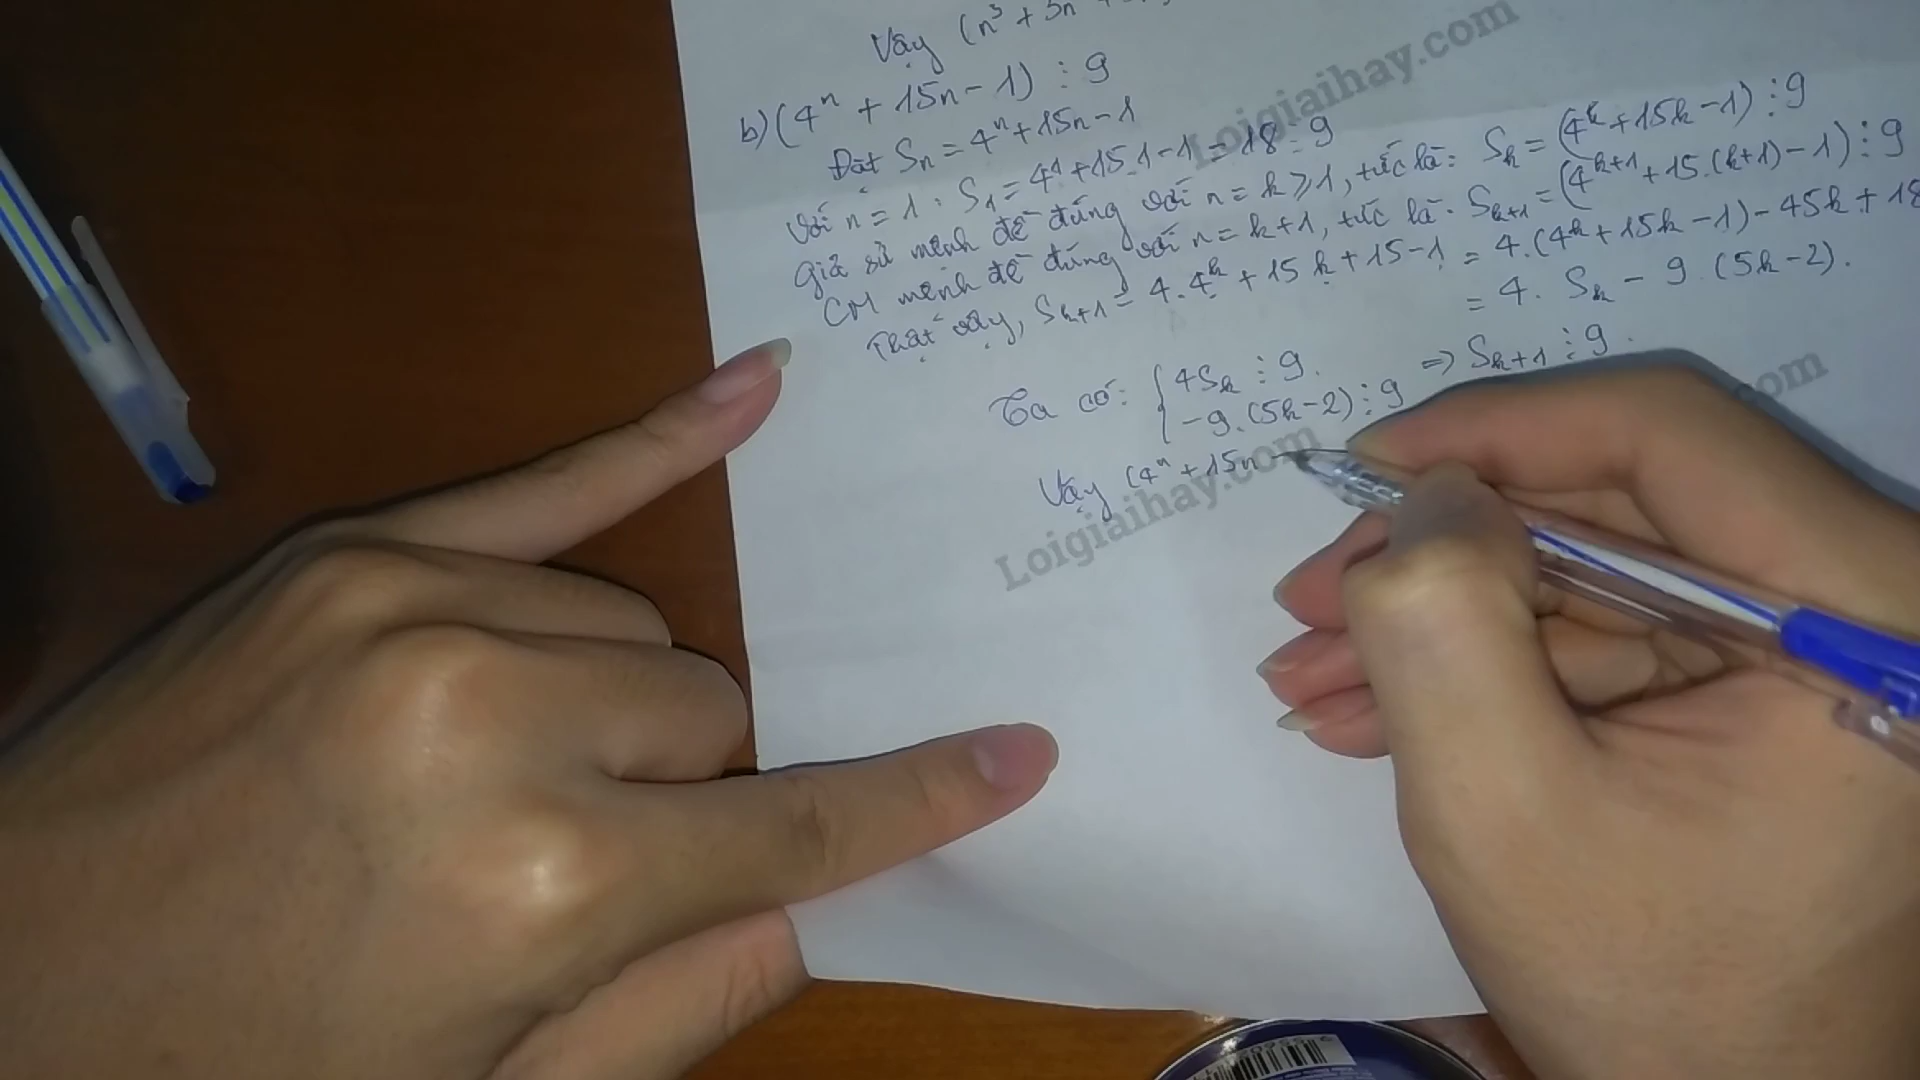 Vậy (n³ + 3n
b) (4ⁿ + 15n - 1) ⋮ 9
Đặt Sₙ = 4ⁿ + 15n - 1
Với n = 1 : S₁ = 4¹ + 15.1 - 1 = 18 ⋮ 9
Giả sử mệnh đề đúng với n = k ⩾ 1, tức là: Sₖ = (4ᵏ + 15k - 1) ⋮ 9
CM mệnh đề đúng với n = k+1, tức là: Sₖ₊₁ = (4ᵏ⁺¹ + 15.(k+1) - 1) ⋮ 9
Thật vậy, Sₖ₊₁ = 4.4ᵏ + 15k + 15 - 1 = 4.(4ᵏ + 15k - 1) - 45k + 18
= 4. Sₖ - 9.(5k - 2).
Ta có: { 4Sₖ ⋮ 9.
-9.(5k - 2) ⋮ 9 => Sₖ₊₁ ⋮ 9.
Vậy (4ⁿ + 15n -
Loigiaihay.com
Loigiaihay.com
.com